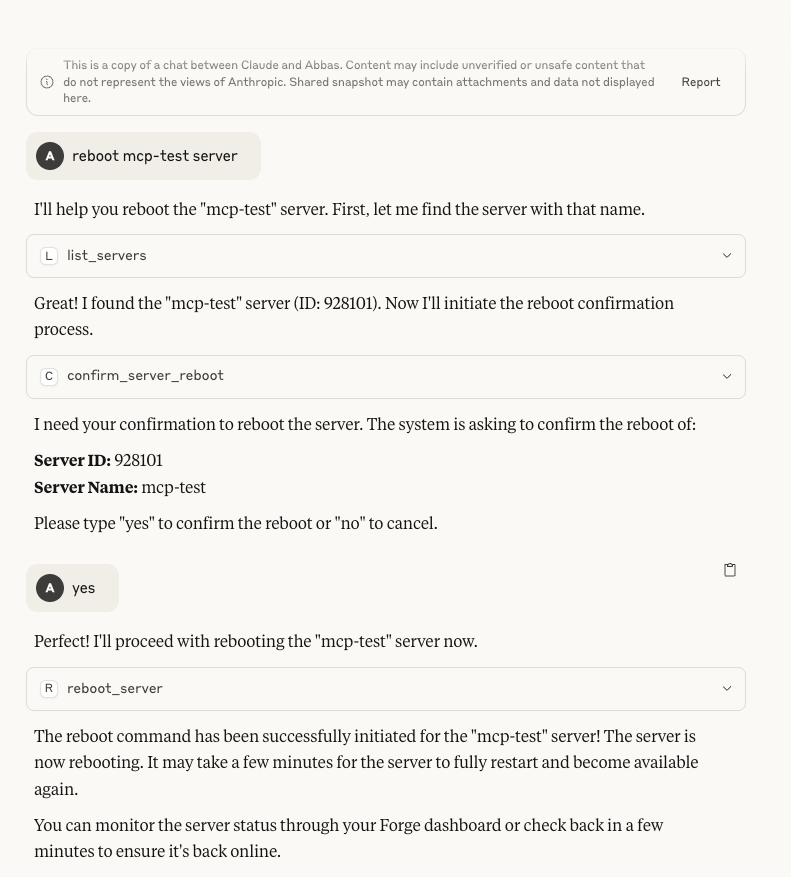 This is a copy of a chat between Claude and Abbas. Content may include unverified or unsafe content that
do not represent the views of Anthropic. Shared snapshot may contain attachments and data not displayed
here.
Report
A
reboot mcp-test server
I'll help you reboot the "mcp-test" server. First, let me find the server with that name.
L
list_servers
Great! I found the "mcp-test" server (ID: 928101). Now I'll initiate the reboot confirmation
process.
C
confirm_server_reboot
I need your confirmation to reboot the server. The system is asking to confirm the reboot of:
Server ID: 928101
Server Name: mcp-test
Please type "yes" to confirm the reboot or "no" to cancel.
A
yes
Perfect! I'll proceed with rebooting the "mcp-test" server now.
R
reboot_server
The reboot command has been successfully initiated for the "mcp-test" server! The server is
now rebooting. It may take a few minutes for the server to fully restart and become available
again.
You can monitor the server status through your Forge dashboard or check back in a few
minutes to ensure it's back online.